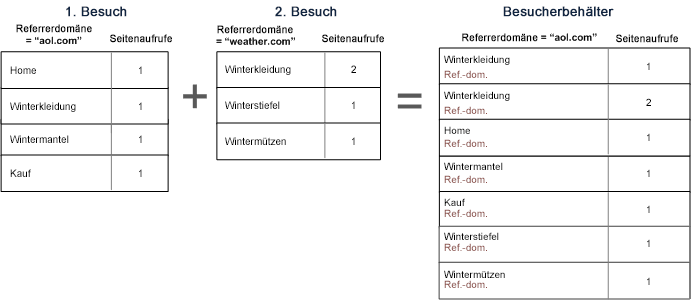 1. Besuch
Referrerdomäne
= “aol.com”
Seitenaufrufe
Home 1
Winterkleidung 1
Wintermantel 1
Kauf 1
+
2. Besuch
Referrerdomäne
= “weather.com”
Seitenaufrufe
Winterkleidung 2
Winterstiefel 1
Wintermützen 1
=
Besucherbehälter
Referrerdomäne = “aol.com” Seitenaufrufe
Winterkleidung
Ref.-dom. 1
Winterkleidung
Ref.-dom. 2
Home
Ref.-dom. 1
Wintermantel
Ref.-dom. 1
Kauf
Ref.-dom. 1
Winterstiefel
Ref.-dom. 1
Wintermützen
Ref.-dom. 1